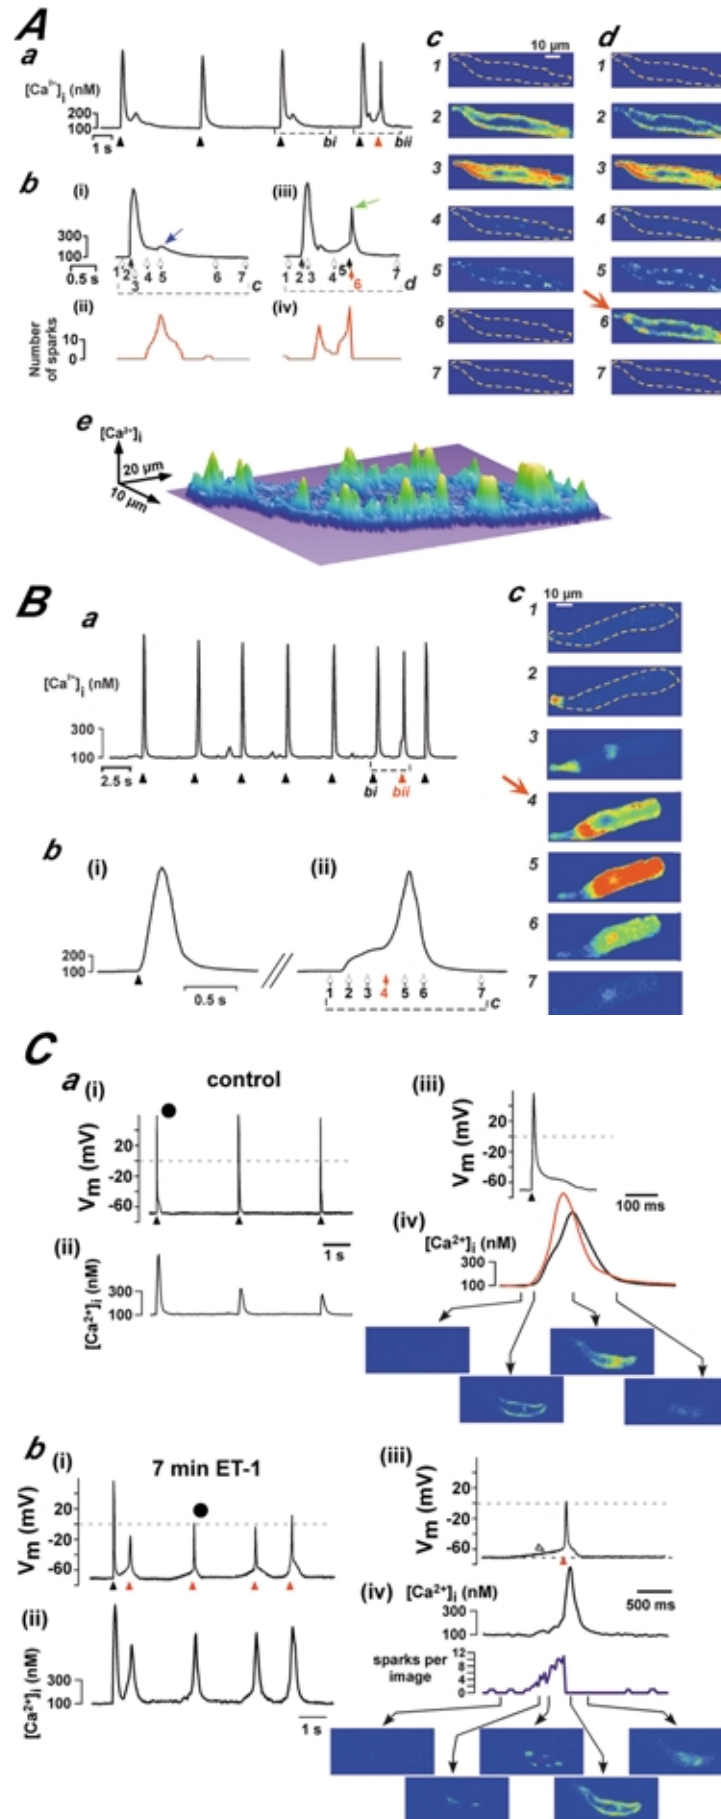 A
a
[Ca²⁺]i (nM)
200
100
1 s
bi
bii
b
(i)
(iii)
300
100
1 2 3 4 5 6 7
c
1 2 3 4 5 6 7
d
0.5 s
(ii)
(iv)
Number of sparks
10
0
c
10 µm
d
1
1
2
2
3
3
4
4
5
5
6
6
7
7
e
[Ca²⁺]i
20 µm
10 µm
B
a
[Ca²⁺]i (nM)
300
100
2.5 s
bi
bii
b
(i)
(ii)
200
100
0.5 s
1 2 3 4 5 6 7
c
c
10 µm
1
2
3
4
5
6
7
C
a
control
(i)
Vm (mV)
20
-20
-60
1 s
(ii)
[Ca²⁺]i (nM)
300
100
(iii)
Vm (mV)
20
-20
-60
100 ms
(iv)
[Ca²⁺]i (nM)
300
100
b
7 min ET-1
(i)
Vm (mV)
20
-20
-60
(ii)
[Ca²⁺]i (nM)
300
100
1 s
(iii)
Vm (mV)
20
-20
-60
500 ms
(iv)
[Ca²⁺]i (nM)
300
100
sparks per image
12
8
4
0